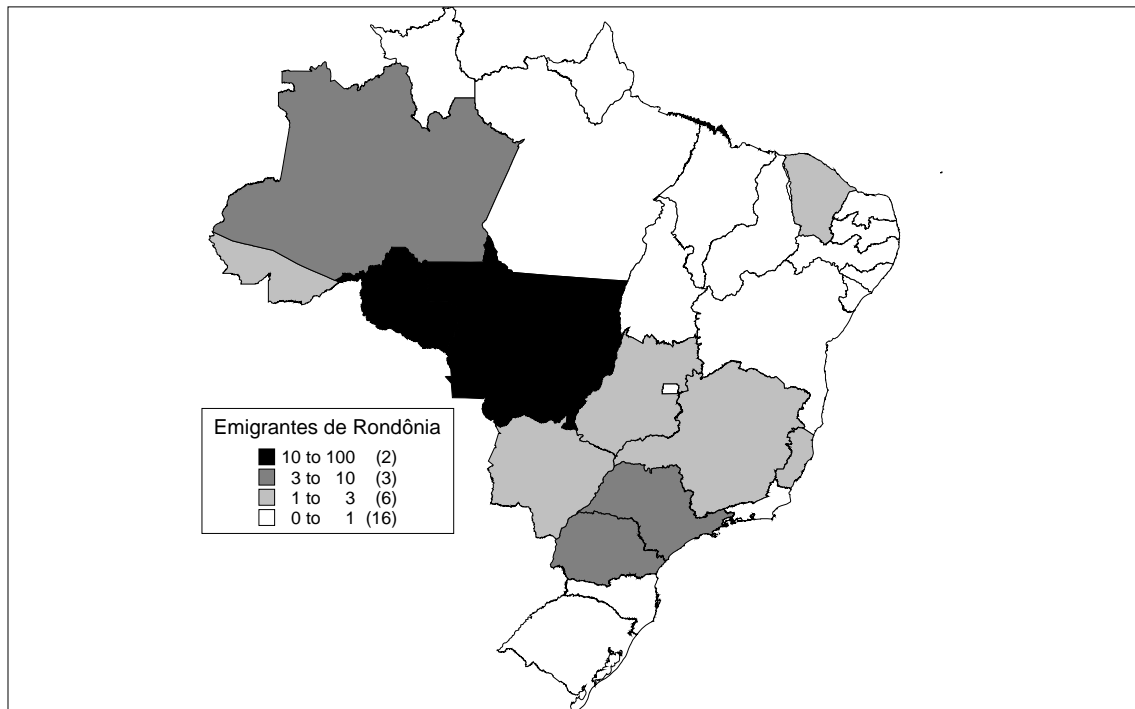 Emigrantes de Rondônia
10 to 100 (2)
3 to 10 (3)
1 to 3 (6)
0 to 1 (16)